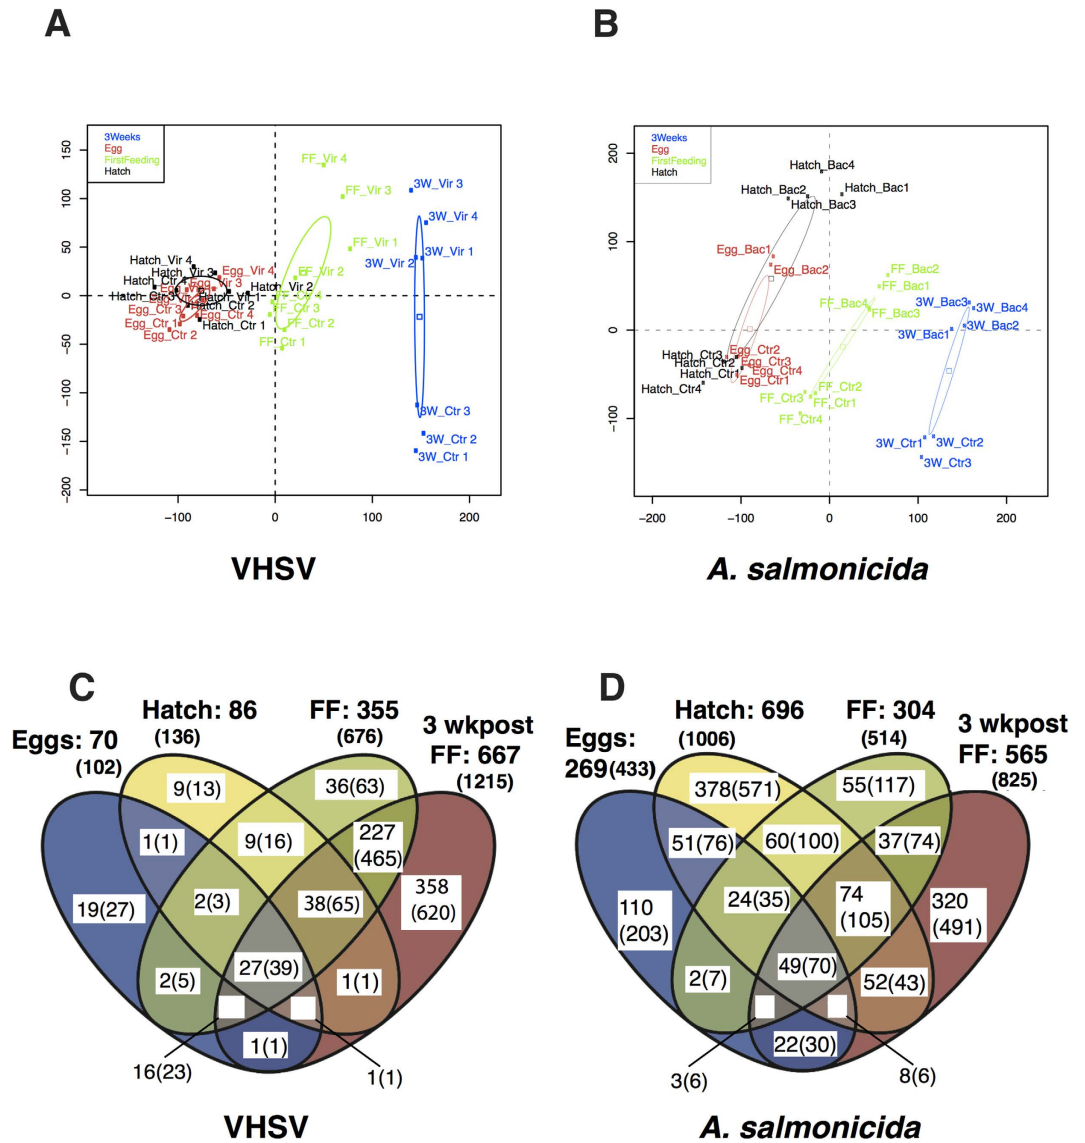 A
B
3Weeks
Egg
FirstFeeding
Hatch
150
100
50
0
−50
−100
−150
−200
−100
0
100
200
FF_Vir 4
FF_Vir 3
FF_Vir 1
FF_Vir 2
FF_Ctr 3
FF_Ctr 2
FF_Ctr 1
3W_Vir 3
3W_Vir 4
3W_Vir 1
3W_Vir 2
3W_Ctr 3
3W_Ctr 2
3W_Ctr 1
Hatch_Vir 4
Hatch_Vir 3
Egg_Vir 4
Hatch_Ctr 4
Hatch_Vir 2
Hatch_Ctr 3
Hatch_Vir 1
Hatch_Ctr 2
Egg_Ctr 3
Egg_Ctr 4
Egg_Ctr 1
Hatch_Ctr 1
Egg_Ctr 2
VHSV
3Weeks
Egg
FirstFeeding
Hatch
200
100
0
−100
−200
−100
0
100
200
Hatch_Bac4
Hatch_Bac2
Hatch_Bac1
Hatch_Bac3
Egg_Bac1
Egg_Bac2
FF_Bac2
FF_Bac1
FF_Bac4
FF_Bac3
3W_Bac3
3W_Bac4
3W_Bac2
3W_Bac1
Hatch_Ctr3
Egg_Ctr2
Hatch_Ctr2
Egg_Ctr3
Hatch_Ctr1
Egg_Ctr4
Egg_Ctr1
Hatch_Ctr4
FF_Ctr2
FF_Ctr3
FF_Ctr1
FF_Ctr4
3W_Ctr1
3W_Ctr2
3W_Ctr3
A. salmonicida
C
Hatch: 86
(136)
FF: 355
(676)
3 wkpost
FF: 667
(1215)
Eggs: 70
(102)
9(13)
36(63)
1(1)
9(16)
227
(465)
19(27)
2(3)
38(65)
358
(620)
2(5)
27(39)
1(1)
1(1)
16(23)
1(1)
VHSV
D
Hatch: 696
(1006)
FF: 304
(514)
3 wkpost
FF: 565
(825)
Eggs:
269(433)
378(571)
55(117)
51(76)
60(100)
37(74)
110
(203)
24(35)
74
(105)
320
(491)
2(7)
49(70)
52(43)
22(30)
3(6)
8(6)
A. salmonicida